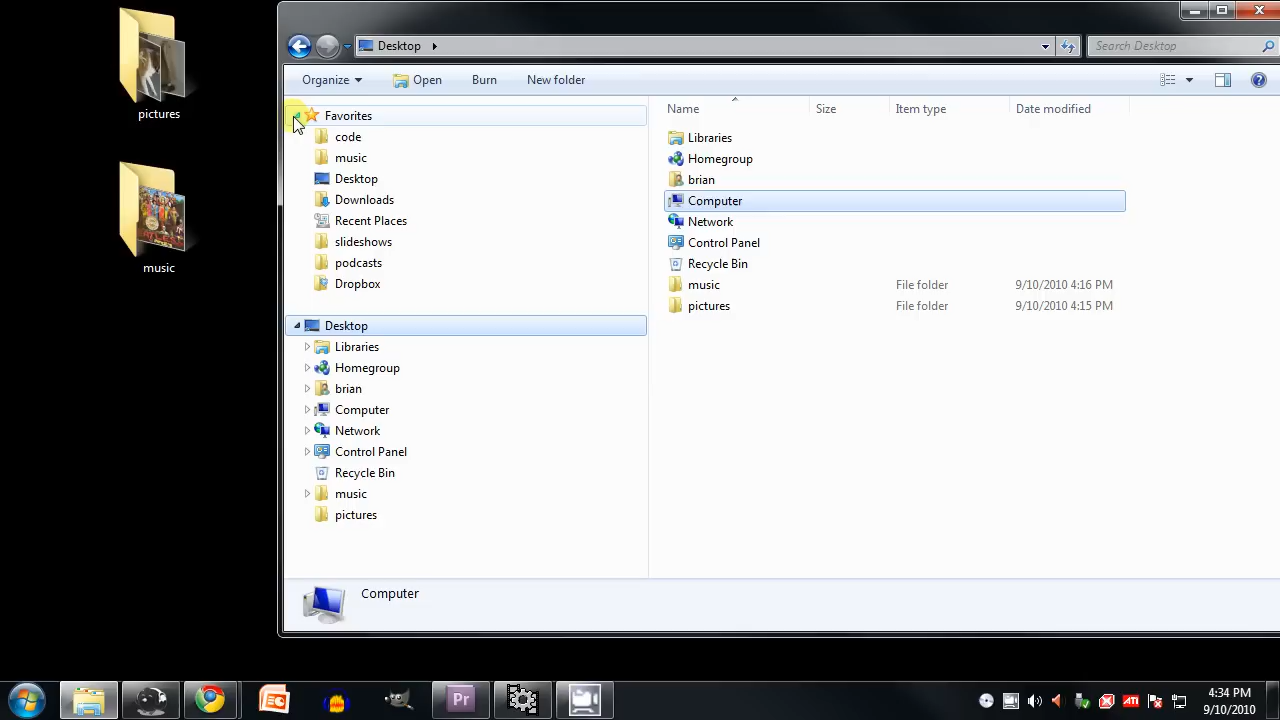 pictures
music
Desktop
Search Desktop
Organize Open Burn New folder
Favorites
code
music
Desktop
Downloads
Recent Places
slideshows
podcasts
Dropbox
Desktop
Libraries
Homegroup
brian
Computer
Network
Control Panel
Recycle Bin
music
pictures
Name Size Item type Date modified
Libraries
Homegroup
brian
Computer
Network
Control Panel
Recycle Bin
music File folder 9/10/2010 4:16 PM
pictures File folder 9/10/2010 4:15 PM
Computer
Pr
ATI
4:34 PM
9/10/2010